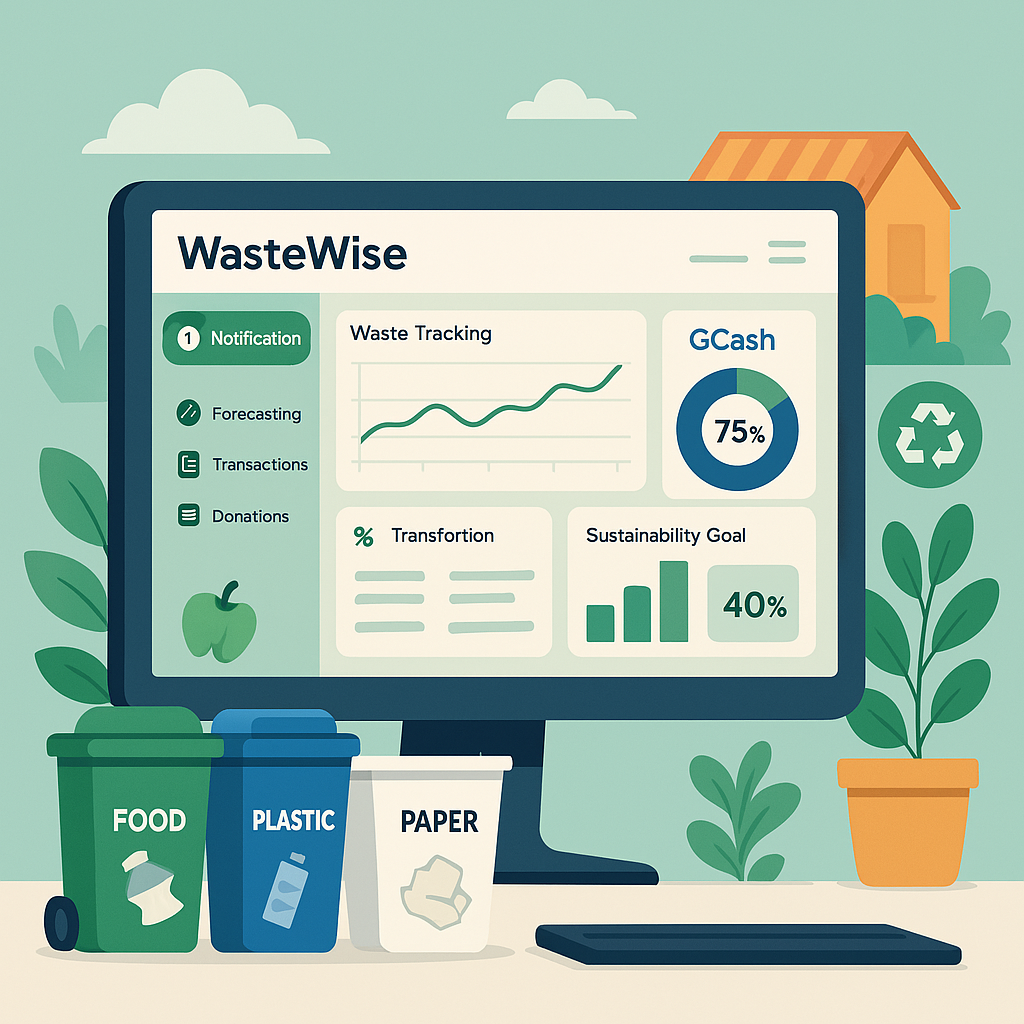 WasteWise
1 Notification
Forecasting
Transactions
Donations
Waste Tracking
GCash
75%
% Transfortion
Sustainability Goal
40%
FOOD
PLASTIC
PAPER